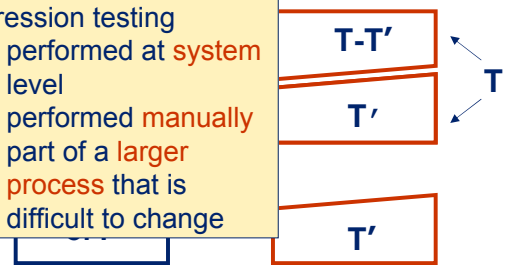 ression testing
performed at system
level
performed manually
part of a larger
process that is
difficult to change
T-T′
T′
T
T′